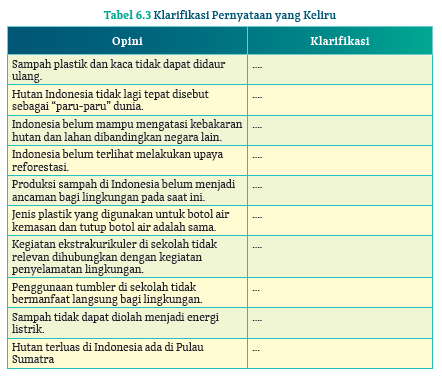 Tabel 6.3 Klarifikasi Pernyataan yang Keliru
Opini
Klarifikasi
Sampah plastik dan kaca tidak dapat didaur
ulang.
....
Hutan Indonesia tidak lagi tepat disebut
sebagai “paru-paru” dunia.
....
Indonesia belum mampu mengatasi kebakaran
hutan dan lahan dibandingkan negara lain.
....
Indonesia belum terlihat melakukan upaya
reforestasi.
....
Produksi sampah di Indonesia belum menjadi
ancaman bagi lingkungan pada saat ini.
....
Jenis plastik yang digunakan untuk botol air
kemasan dan tutup botol air adalah sama.
....
Kegiatan ekstrakurikuler di sekolah tidak
relevan dihubungkan dengan kegiatan
penyelamatan lingkungan.
....
Penggunaan tumbler di sekolah tidak
bermanfaat langsung bagi lingkungan.
...
Sampah tidak dapat diolah menjadi energi
listrik.
....
Hutan terluas di Indonesia ada di Pulau
Sumatra
...